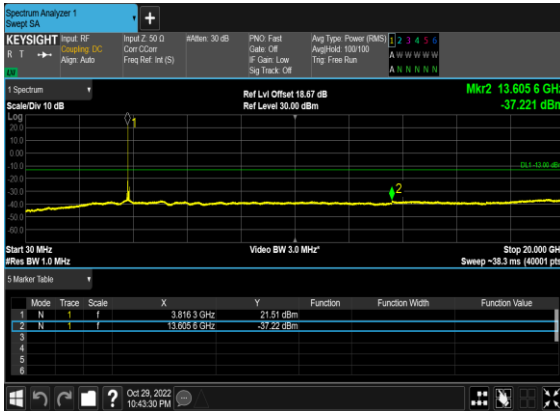 Spectrum Analyzer 1
Swept SA
KEYSIGHT
R T
Input: RF
Coupling: DC
Align: Auto
Input Z: 50 Ω
Corr CCorr
Freq Ref: Int (S)
#Atten: 30 dB
PNO: Fast
Gate: Off
IF Gain: Low
Sig Track: Off
Avg Type: Power (RMS)
Avg|Hold: 100/100
Trig: Free Run
1 2 3 4 5 6
A W W W W W
A N N N N N
1 Spectrum
Scale/Div 10 dB
Ref Lvl Offset 18.67 dB
Ref Level 30.00 dBm
Mkr2 13.605 6 GHz
-37.221 dBm
Log
20.0
10.0
0.00
-10.0
-20.0
-30.0
-40.0
-50.0
-60.0
1
2
DL1 -13.00 dBm
Start 30 MHz
#Res BW 1.0 MHz
Video BW 3.0 MHz*
Stop 20.000 GHz
Sweep ~38.3 ms (40001 pts)
5 Marker Table
Mode Trace Scale X Y Function Function Width Function Value
1 N 1 f 3.816 3 GHz 21.51 dBm
2 N 1 f 13.605 6 GHz -37.22 dBm
3
4
5
6
Oct 29, 2022
10:43:30 PM